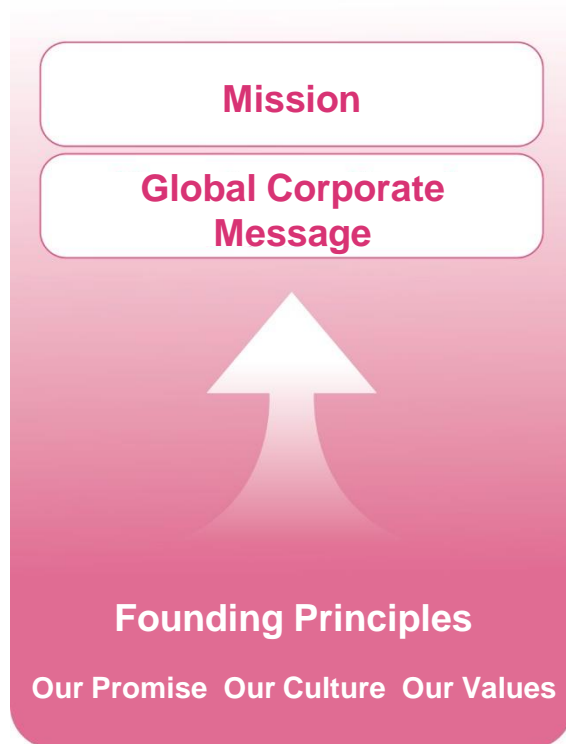 Mission
Global Corporate
Message
Founding Principles
Our Promise Our Culture Our Values